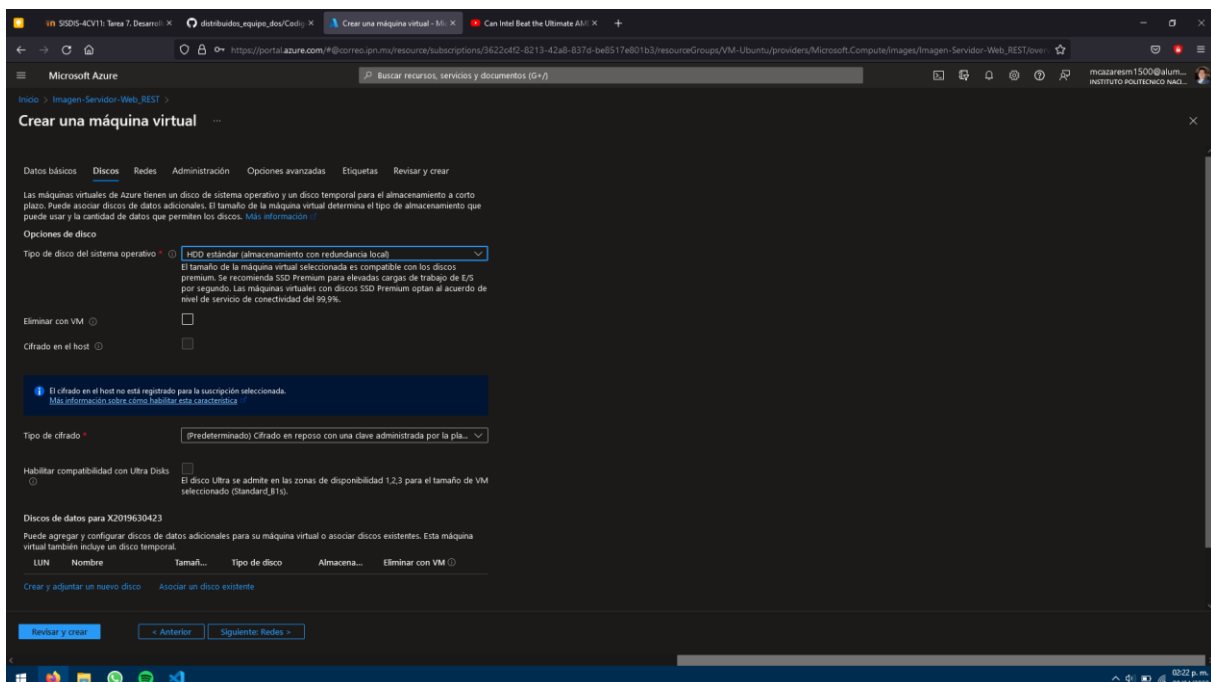 SISDIS-4CV11: Tarea 7. Desarroll
distribuidos_equipo_dos/Codig
Crear una máquina virtual - Mic
Can Intel Beat the Ultimate AM
https://portal.azure.com/#@correo.ipn.mx/resource/subscriptions/3622c4f2-8213-42a8-837d-be8517e801b3/resourceGroups/VM-Ubuntu/providers/Microsoft.Compute/images/Imagen-Servidor-Web_REST/over
Microsoft Azure
Buscar recursos, servicios y documentos (G+/)
mcazaresm1500@alum...
INSTITUTO POLITECNICO NACI...
Inicio > Imagen-Servidor-Web_REST >
Crear una máquina virtual ...
Datos básicos Discos Redes Administración Opciones avanzadas Etiquetas Revisar y crear
Las máquinas virtuales de Azure tienen un disco de sistema operativo y un disco temporal para el almacenamiento a corto
plazo. Puede asociar discos de datos adicionales. El tamaño de la máquina virtual determina el tipo de almacenamiento que
puede usar y la cantidad de datos que permiten los discos. Más información
Opciones de disco
Tipo de disco del sistema operativo * HDD estándar (almacenamiento con redundancia local)
El tamaño de la máquina virtual seleccionada es compatible con los discos
premium. Se recomienda SSD Premium para elevadas cargas de trabajo de E/S
por segundo. Las máquinas virtuales con discos SSD Premium optan al acuerdo de
nivel de servicio de conectividad del 99,9%.
Eliminar con VM
Cifrado en el host
El cifrado en el host no está registrado para la suscripción seleccionada.
Más información sobre cómo habilitar esta característica
Tipo de cifrado * (Predeterminado) Cifrado en reposo con una clave administrada por la pla...
Habilitar compatibilidad con Ultra Disks
El disco Ultra se admite en las zonas de disponibilidad 1,2,3 para el tamaño de VM
seleccionado (Standard_B1s).
Discos de datos para X2019630423
Puede agregar y configurar discos de datos adicionales para su máquina virtual o asociar discos existentes. Esta máquina
virtual también incluye un disco temporal.
LUN Nombre Tamañ... Tipo de disco Almacena... Eliminar con VM
Crear y adjuntar un nuevo disco Asociar un disco existente
Revisar y crear < Anterior Siguiente: Redes >
02:22 p. m.